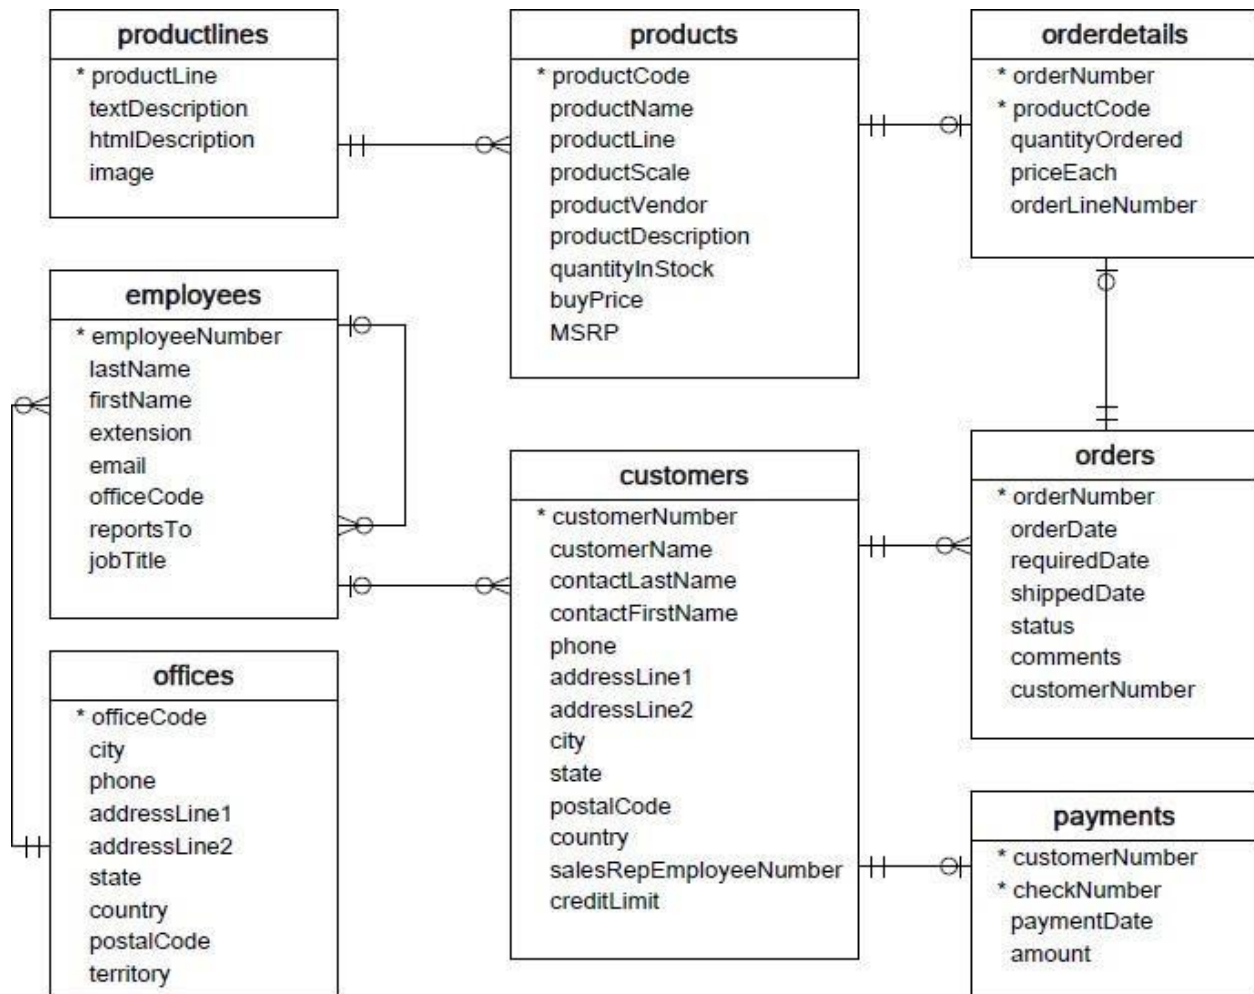 productlines
* productLine
textDescription
htmlDescription
image
products
* productCode
productName
productLine
productScale
productVendor
productDescription
quantityInStock
buyPrice
MSRP
orderdetails
* orderNumber
* productCode
quantityOrdered
priceEach
orderLineNumber
employees
* employeeNumber
lastName
firstName
extension
email
officeCode
reportsTo
jobTitle
customers
* customerNumber
customerName
contactLastName
contactFirstName
phone
addressLine1
addressLine2
city
state
postalCode
country
salesRepEmployeeNumber
creditLimit
orders
* orderNumber
orderDate
requiredDate
shippedDate
status
comments
customerNumber
offices
* officeCode
city
phone
addressLine1
addressLine2
state
country
postalCode
territory
payments
* customerNumber
* checkNumber
paymentDate
amount